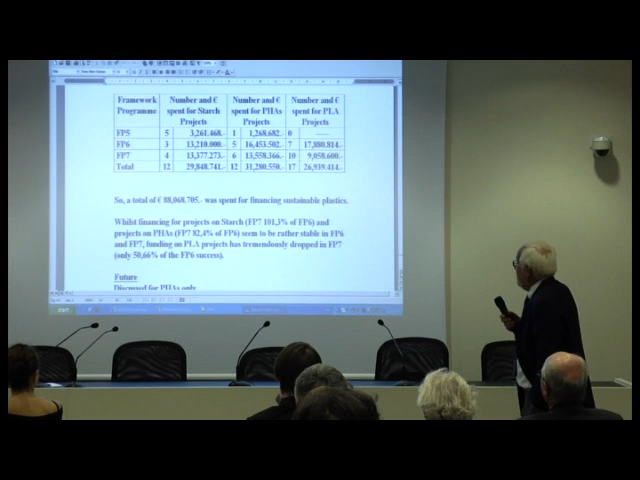 Framework Number and € Number and € Number and €
Programme spent for Starch spent for PHAs spent for PLA
Projects Projects Projects
FP5 5 3,261.468.- 1 1,268.682.- 0 -----
FP6 3 13,210.000.- 5 16,453.502.- 7 17,880.814.-
FP7 4 13,377.273.- 6 13,558.366.- 10 9,058.600.-
Total 12 29,848.741.- 12 31,280.550.- 17 26,939.414.-
So, a total of € 88,068.705.- was spent for financing sustainable plastics.
Whilst financing for projects on Starch (FP7 101,3% of FP6) and
projects on PHAs (FP7 82,4% of FP6) seem to be rather stable in FP6
and FP7, funding on PLA projects has tremendously dropped in FP7
(only 50,66% of the FP6 success).
Future
Discussed for PHAs only
start